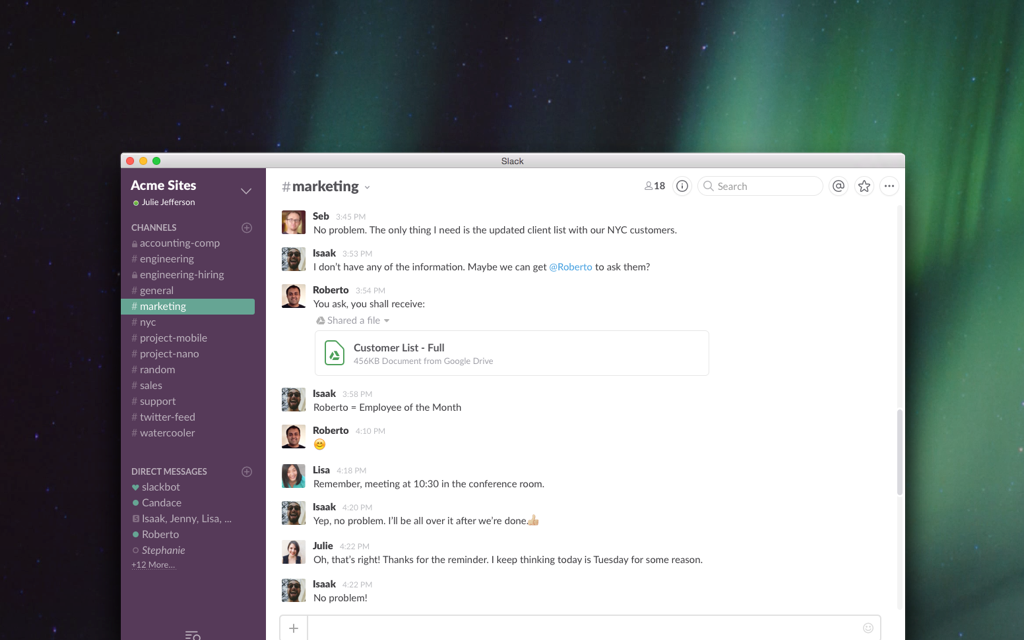 Slack
Acme Sites
Julie Jefferson
CHANNELS
accounting-comp
# engineering
engineering-hiring
# general
# marketing
# nyc
# project-mobile
# project-nano
# random
# sales
# support
# twitter-feed
# watercooler
DIRECT MESSAGES
slackbot
Candace
Isaak, Jenny, Lisa, ...
Roberto
Stephanie
+12 More...
#marketing
18
Search
Seb 3:45 PM
No problem. The only thing I need is the updated client list with our NYC customers.
Isaak 3:53 PM
I don't have any of the information. Maybe we can get @Roberto to ask them?
Roberto 3:54 PM
You ask, you shall receive:
Shared a file
Customer List - Full
456KB Document from Google Drive
Isaak 3:58 PM
Roberto = Employee of the Month
Roberto 4:10 PM
😊
Lisa 4:18 PM
Remember, meeting at 10:30 in the conference room.
Isaak 4:20 PM
Yep, no problem. I'll be all over it after we're done.👍
Julie 4:22 PM
Oh, that's right! Thanks for the reminder. I keep thinking today is Tuesday for some reason.
Isaak 4:22 PM
No problem!